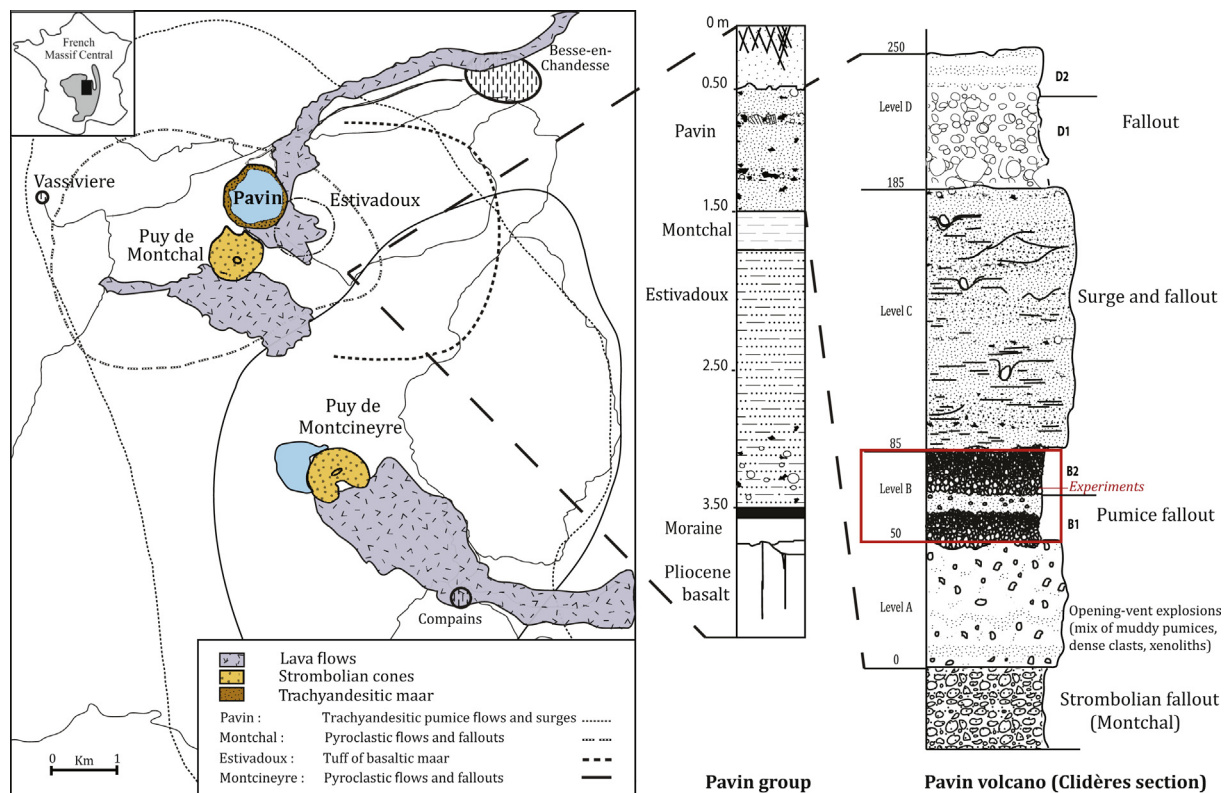 French
Massif Central
Besse-en-
Chandesse
Vassiviere
Pavin
Estivadoux
Puy de
Montchal
Puy de
Montcineyre
Compains
Lava flows
Strombolian cones
Trachyandesitic maar
Pavin : Trachyandesitic pumice flows and surges
Montchal : Pyroclastic flows and fallouts
Estivadoux : Tuff of basaltic maar
Montcineyre : Pyroclastic flows and fallouts
0 Km 1
0 m
0.50
Pavin
1.50
Montchal
Estivadoux
2.50
3.50
Moraine
Pliocene
basalt
Pavin group
250
D2
Level D
D1
Fallout
185
Level C
Surge and fallout
85
B2
Level B
Experiments
Pumice fallout
B1
50
Level A
Opening-vent explosions
(mix of muddy pumices,
dense clasts, xenoliths)
0
Strombolian fallout
(Montchal)
Pavin volcano (Clidères section)